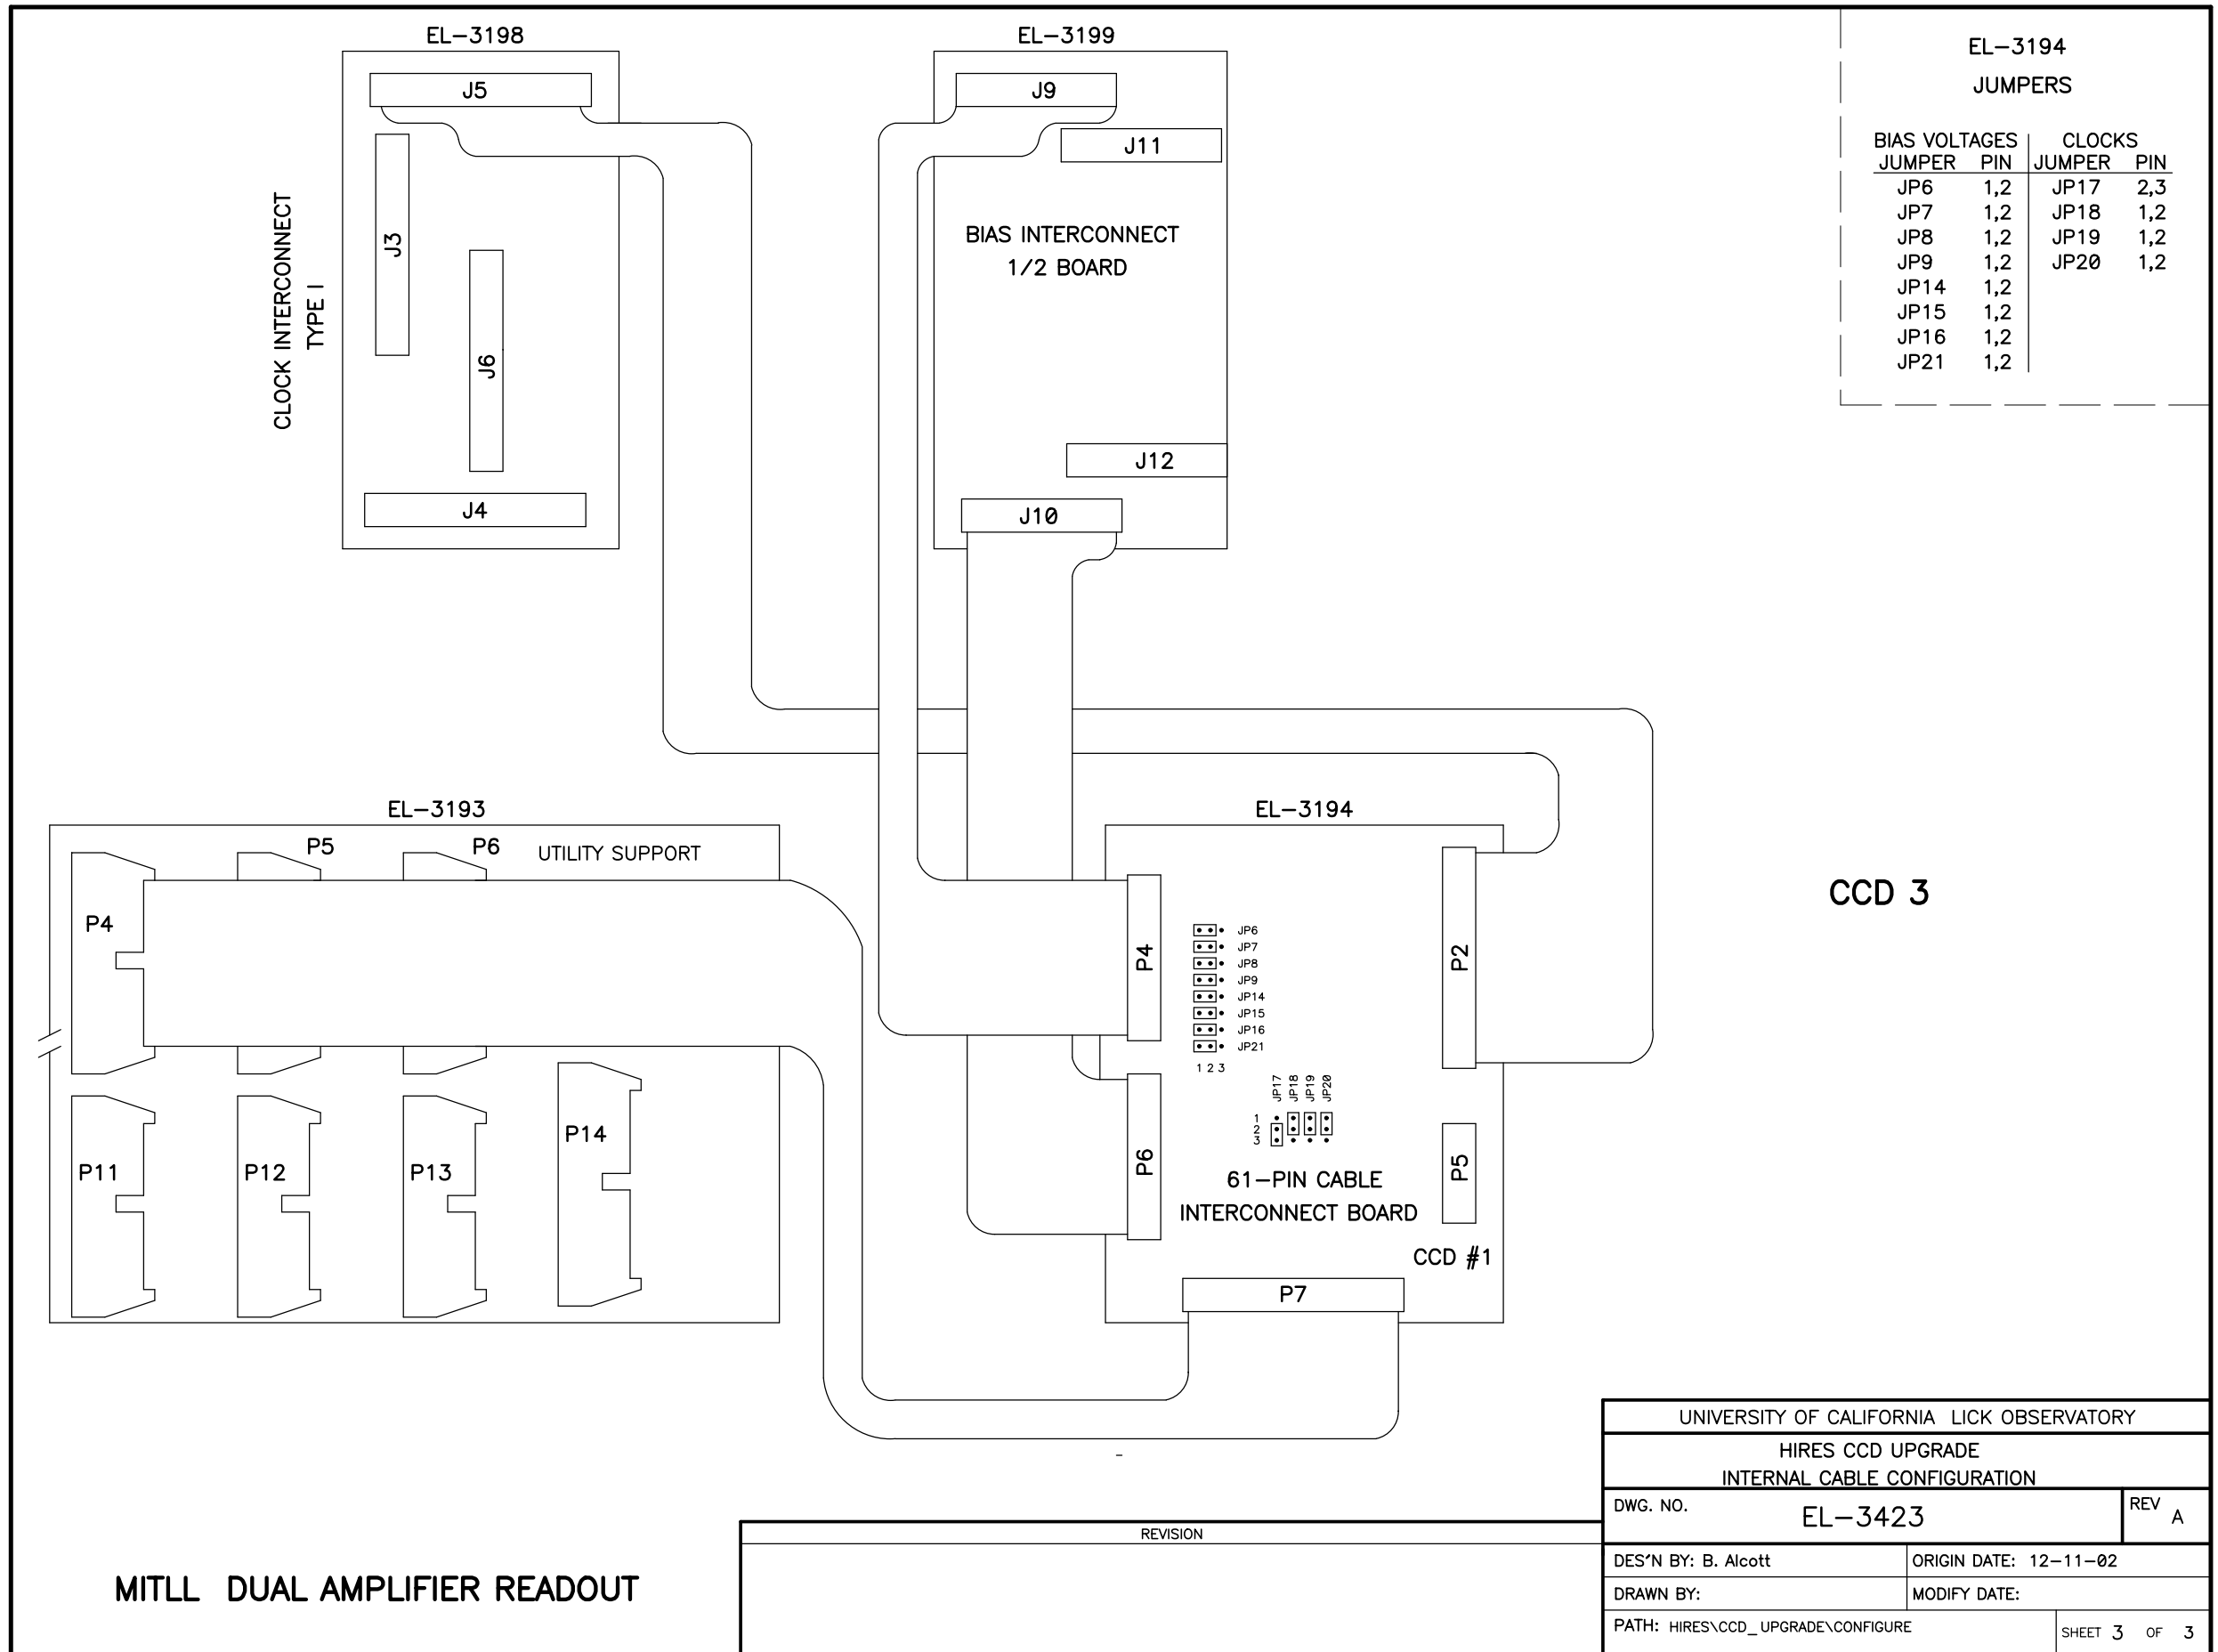 EL-3198
J5
J3
J6
J4
CLOCK INTERCONNECT
TYPE I
EL-3199
J9
J11
BIAS INTERCONNECT
1/2 BOARD
J12
J10
EL-3194
JUMPERS
BIAS VOLTAGES CLOCKS
JUMPER PIN JUMPER PIN
JP6 1,2 JP17 2,3
JP7 1,2 JP18 1,2
JP8 1,2 JP19 1,2
JP9 1,2 JP20 1,2
JP14 1,2
JP15 1,2
JP16 1,2
JP21 1,2
EL-3193
P5 P6 UTILITY SUPPORT
P4
P14
P11 P12 P13
EL-3194
P4
P2
JP6
JP7
JP8
JP9
JP14
JP15
JP16
JP21
1 2 3
JP17 JP18 JP19 JP20
1
2
3
P6
P5
61-PIN CABLE
INTERCONNECT BOARD
CCD #1
P7
CCD 3
MITLL DUAL AMPLIFIER READOUT
REVISION
UNIVERSITY OF CALIFORNIA LICK OBSERVATORY
HIRES CCD UPGRADE
INTERNAL CABLE CONFIGURATION
DWG. NO. EL-3423 REV A
DES'N BY: B. Alcott ORIGIN DATE: 12-11-02
DRAWN BY: MODIFY DATE:
PATH: HIRES\CCD_UPGRADE\CONFIGURE SHEET 3 OF 3